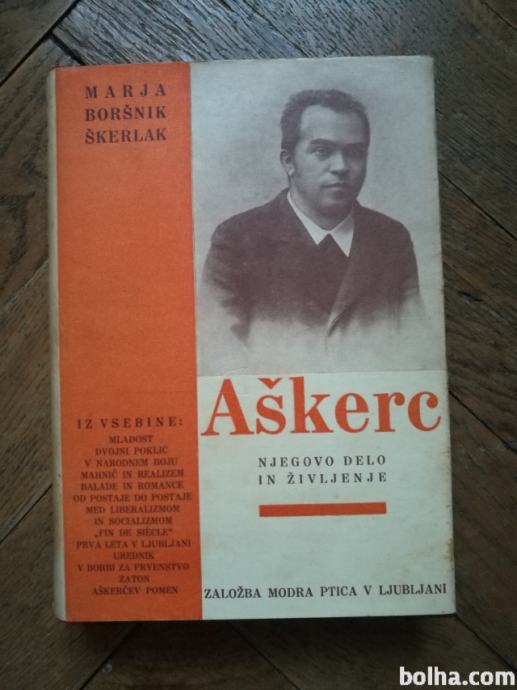 MARJA
BORŠNIK
ŠKERLAK
Aškerc
NJEGOVO DELO
IN ŽIVLJENJE
IZ VSEBINE:
MLADOST
DVOJNI POKLIC
V NARODNEM BOJU
MAHNIČ IN REALIZEM
BALADE IN ROMANCE
OD POSTAJE DO POSTAJE
MED LIBERALIZMOM
IN SOCIALIZMOM
„FIN DE SIÈCLE"
PRVA LETA V LJUBLJANI
UREDNIK
V BORBI ZA PRVENSTVO
ZATON
AŠKERČEV POMEN
ZALOŽBA MODRA PTICA V LJUBLJANI
bolha.com